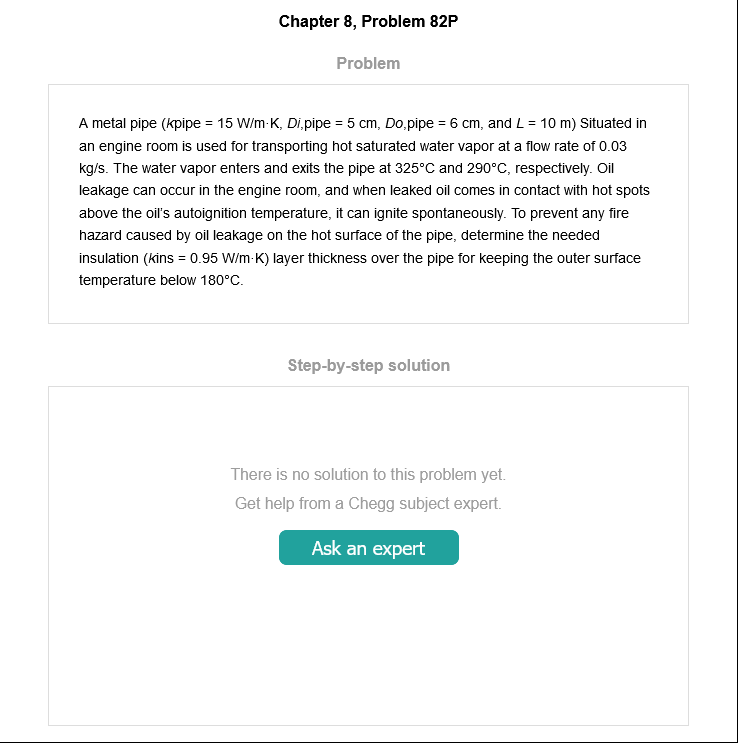 Chapter 8, Problem 82P
Problem
A metal pipe (kpipe = 15 W/m·K, Di,pipe = 5 cm, Do,pipe = 6 cm, and L = 10 m) Situated in
an engine room is used for transporting hot saturated water vapor at a flow rate of 0.03
kg/s. The water vapor enters and exits the pipe at 325°C and 290°C, respectively. Oil
leakage can occur in the engine room, and when leaked oil comes in contact with hot spots
above the oil's autoignition temperature, it can ignite spontaneously. To prevent any fire
hazard caused by oil leakage on the hot surface of the pipe, determine the needed
insulation (kins = 0.95 W/m·K) layer thickness over the pipe for keeping the outer surface
temperature below 180°C.
Step-by-step solution
There is no solution to this problem yet.
Get help from a Chegg subject expert.
Ask an expert